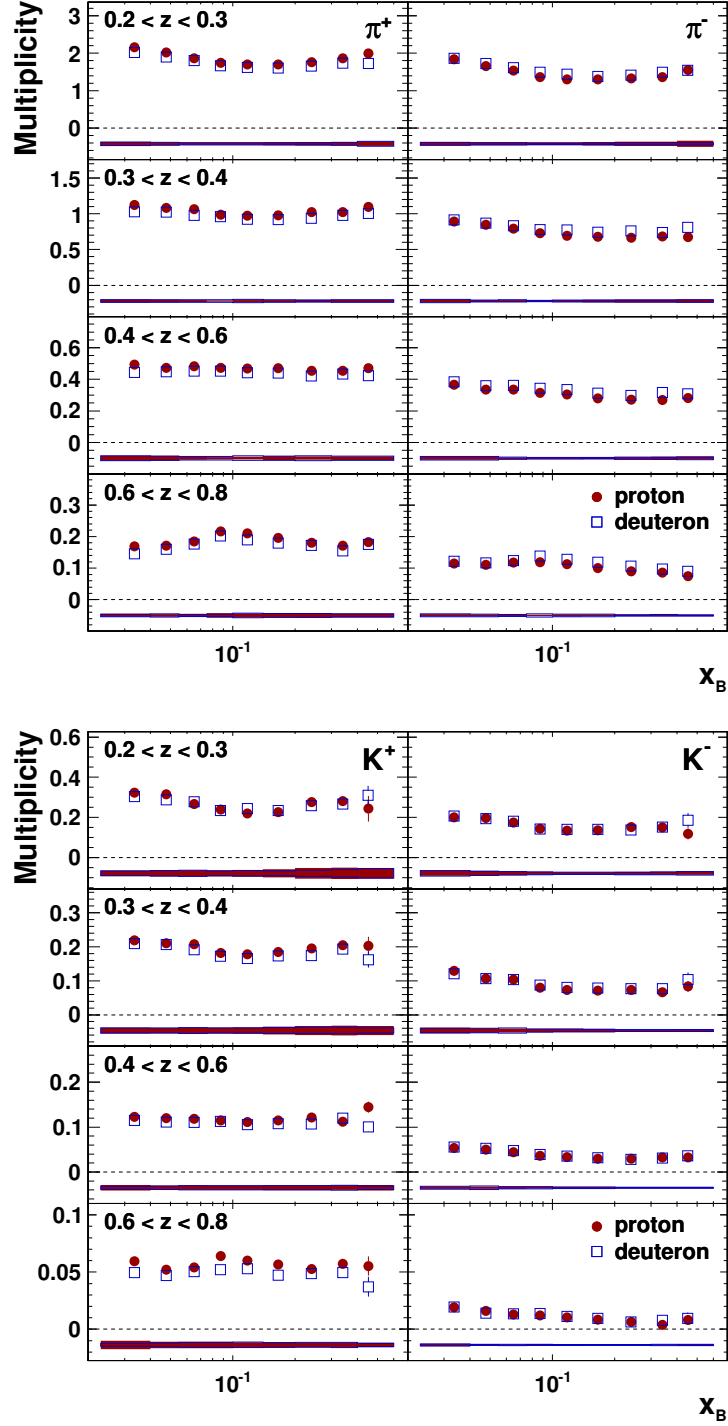 Multiplicity
0.2 < z < 0.3
π+
π-
3
2
1
0
0.3 < z < 0.4
1.5
1
0.5
0
0.4 < z < 0.6
0.6
0.4
0.2
0
0.6 < z < 0.8
proton
deuteron
0.3
0.2
0.1
0
10-1
10-1
xB
Multiplicity
0.2 < z < 0.3
K+
K-
0.6
0.4
0.2
0
0.3 < z < 0.4
0.3
0.2
0.1
0
0.4 < z < 0.6
0.2
0.1
0
0.6 < z < 0.8
proton
deuteron
0.1
0.05
0
10-1
10-1
xB